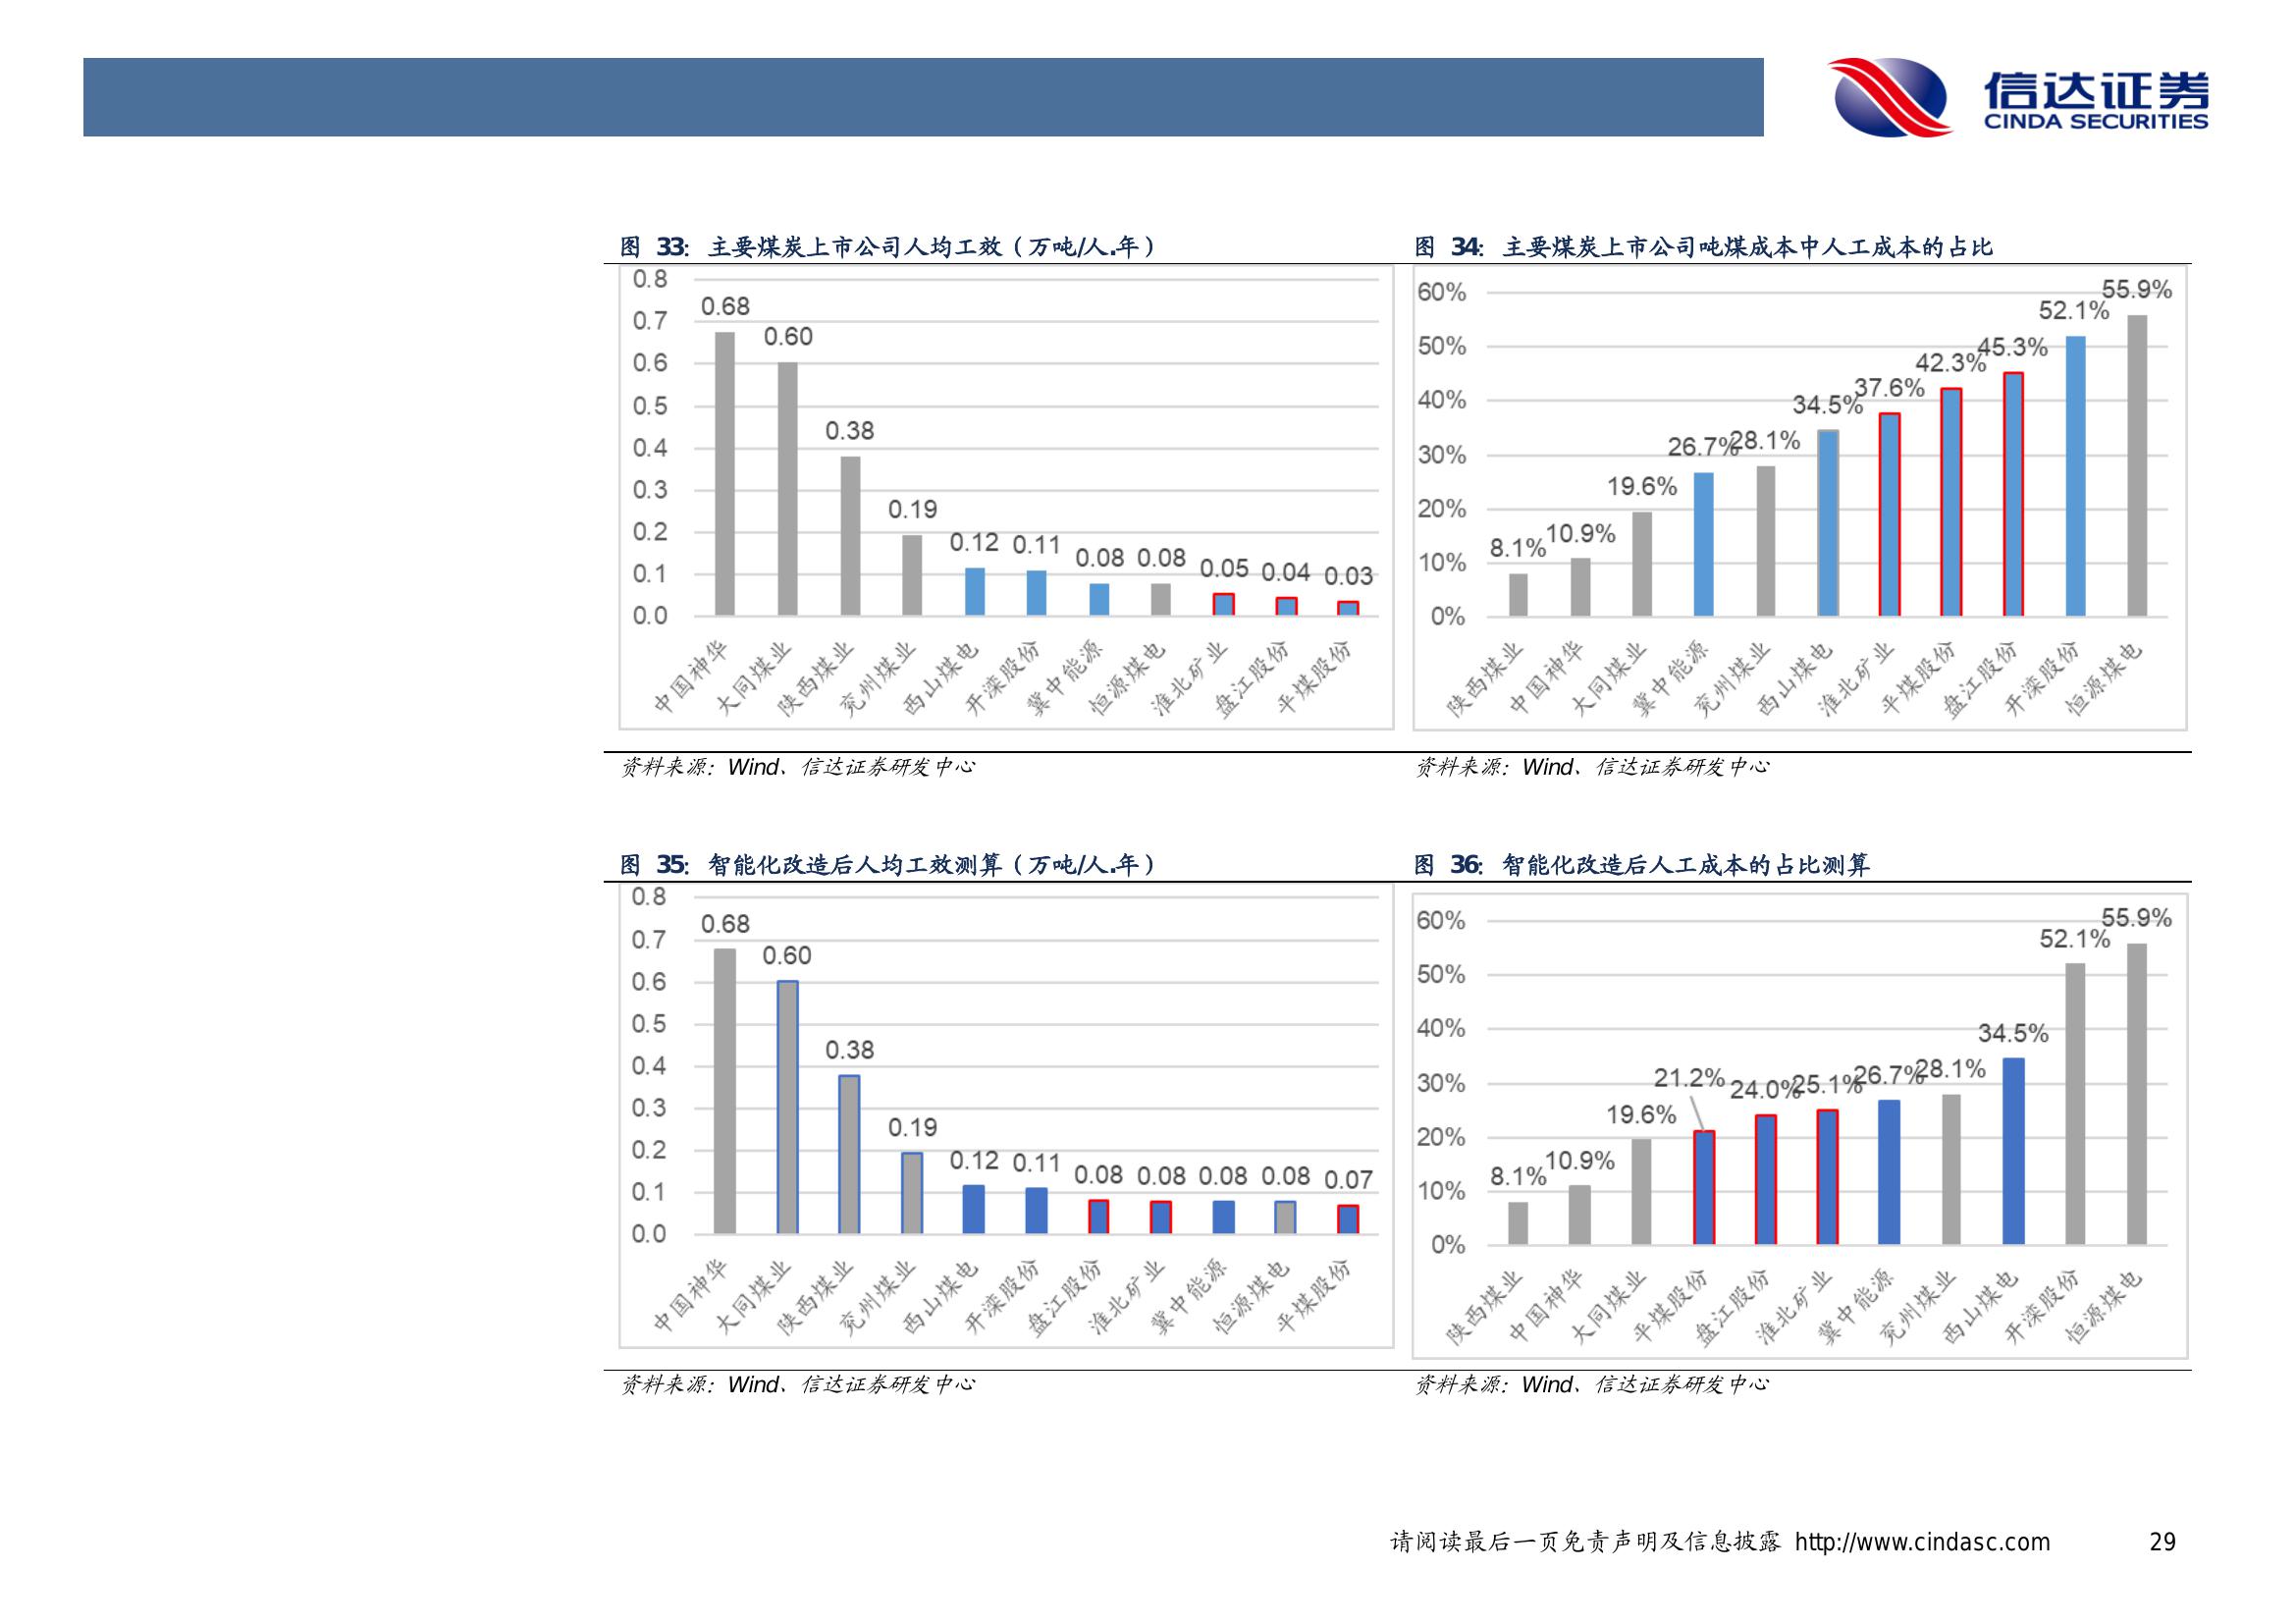 信达证券
CINDA SECURITIES
图 33: 主要煤炭上市公司人均工效（万吨/人.年）
0.8
0.7
0.6
0.5
0.4
0.3
0.2
0.1
0.0
0.68
0.60
0.38
0.19
0.12
0.11
0.08
0.08
0.05
0.04
0.03
中国神华
大同煤业
陕西煤业
兖州煤业
西山煤电
开滦股份
冀中能源
恒源煤电
淮北矿业
盘江股份
平煤股份
资料来源: Wind、信达证券研发中心
图 34: 主要煤炭上市公司吨煤成本中人工成本的占比
60%
50%
40%
30%
20%
10%
0%
8.1%
10.9%
19.6%
26.7%
28.1%
34.5%
37.6%
42.3%
45.3%
52.1%
55.9%
陕西煤业
中国神华
大同煤业
冀中能源
兖州煤业
西山煤电
淮北矿业
平煤股份
盘江股份
开滦股份
恒源煤电
资料来源: Wind、信达证券研发中心
图 35: 智能化改造后人均工效测算（万吨/人.年）
0.8
0.7
0.6
0.5
0.4
0.3
0.2
0.1
0.0
0.68
0.60
0.38
0.19
0.12
0.11
0.08
0.08
0.08
0.08
0.07
中国神华
大同煤业
陕西煤业
兖州煤业
西山煤电
开滦股份
盘江股份
淮北矿业
冀中能源
恒源煤电
平煤股份
资料来源: Wind、信达证券研发中心
图 36: 智能化改造后人工成本的占比测算
60%
50%
40%
30%
20%
10%
0%
8.1%
10.9%
19.6%
21.2%
24.0%
25.1%
26.7%
28.1%
34.5%
52.1%
55.9%
陕西煤业
中国神华
大同煤业
平煤股份
盘江股份
淮北矿业
冀中能源
兖州煤业
西山煤电
开滦股份
恒源煤电
资料来源: Wind、信达证券研发中心
请阅读最后一页免责声明及信息披露 http://www.cindasc.com 29